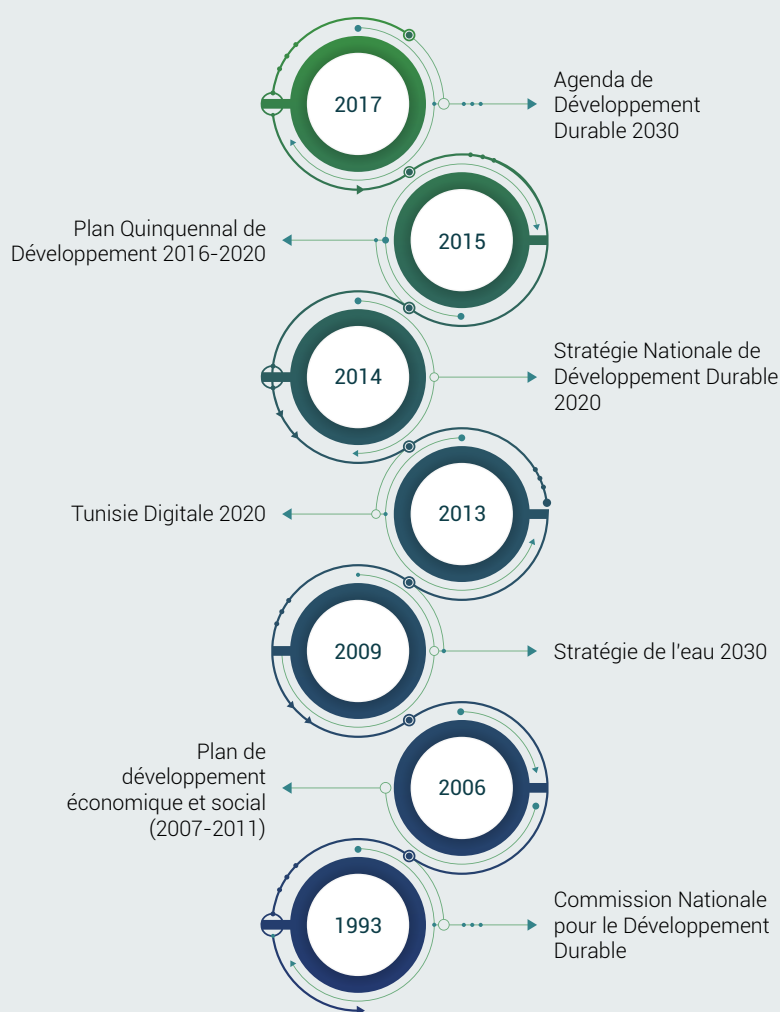 2017
Agenda de
Développement
Durable 2030
Plan Quinquennal de
Développement 2016-2020
2015
2014
Stratégie Nationale de
Développement Durable
2020
Tunisie Digitale 2020
2013
2009
Stratégie de l'eau 2030
Plan de
développement
économique et social
(2007-2011)
2006
1993
Commission Nationale
pour le Développement
Durable